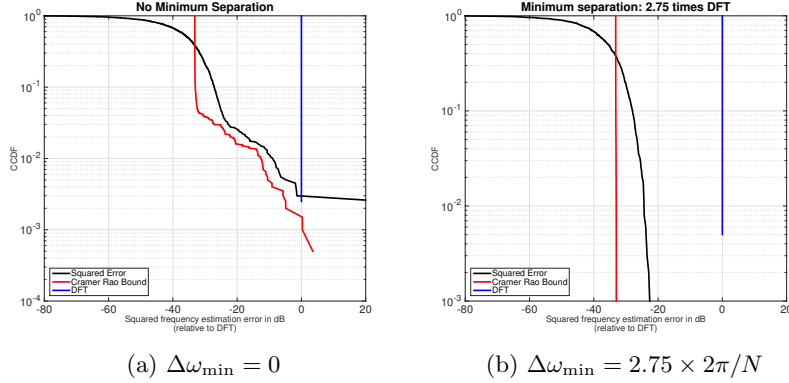 No Minimum Separation
10^0
10^-1
10^-2
10^-3
10^-4
CCDF
Squared Error
Cramer Rao Bound
DFT
-80 -60 -40 -20 0 20
Squared frequency estimation error in dB
(relative to DFT)
(a) Δω_min = 0
Minimum separation: 2.75 times DFT
10^0
10^-1
10^-2
10^-3
CCDF
Squared Error
Cramer Rao Bound
DFT
-80 -60 -40 -20 0 20
Squared frequency estimation error in dB
(relative to DFT)
(b) Δω_min = 2.75 × 2π/N